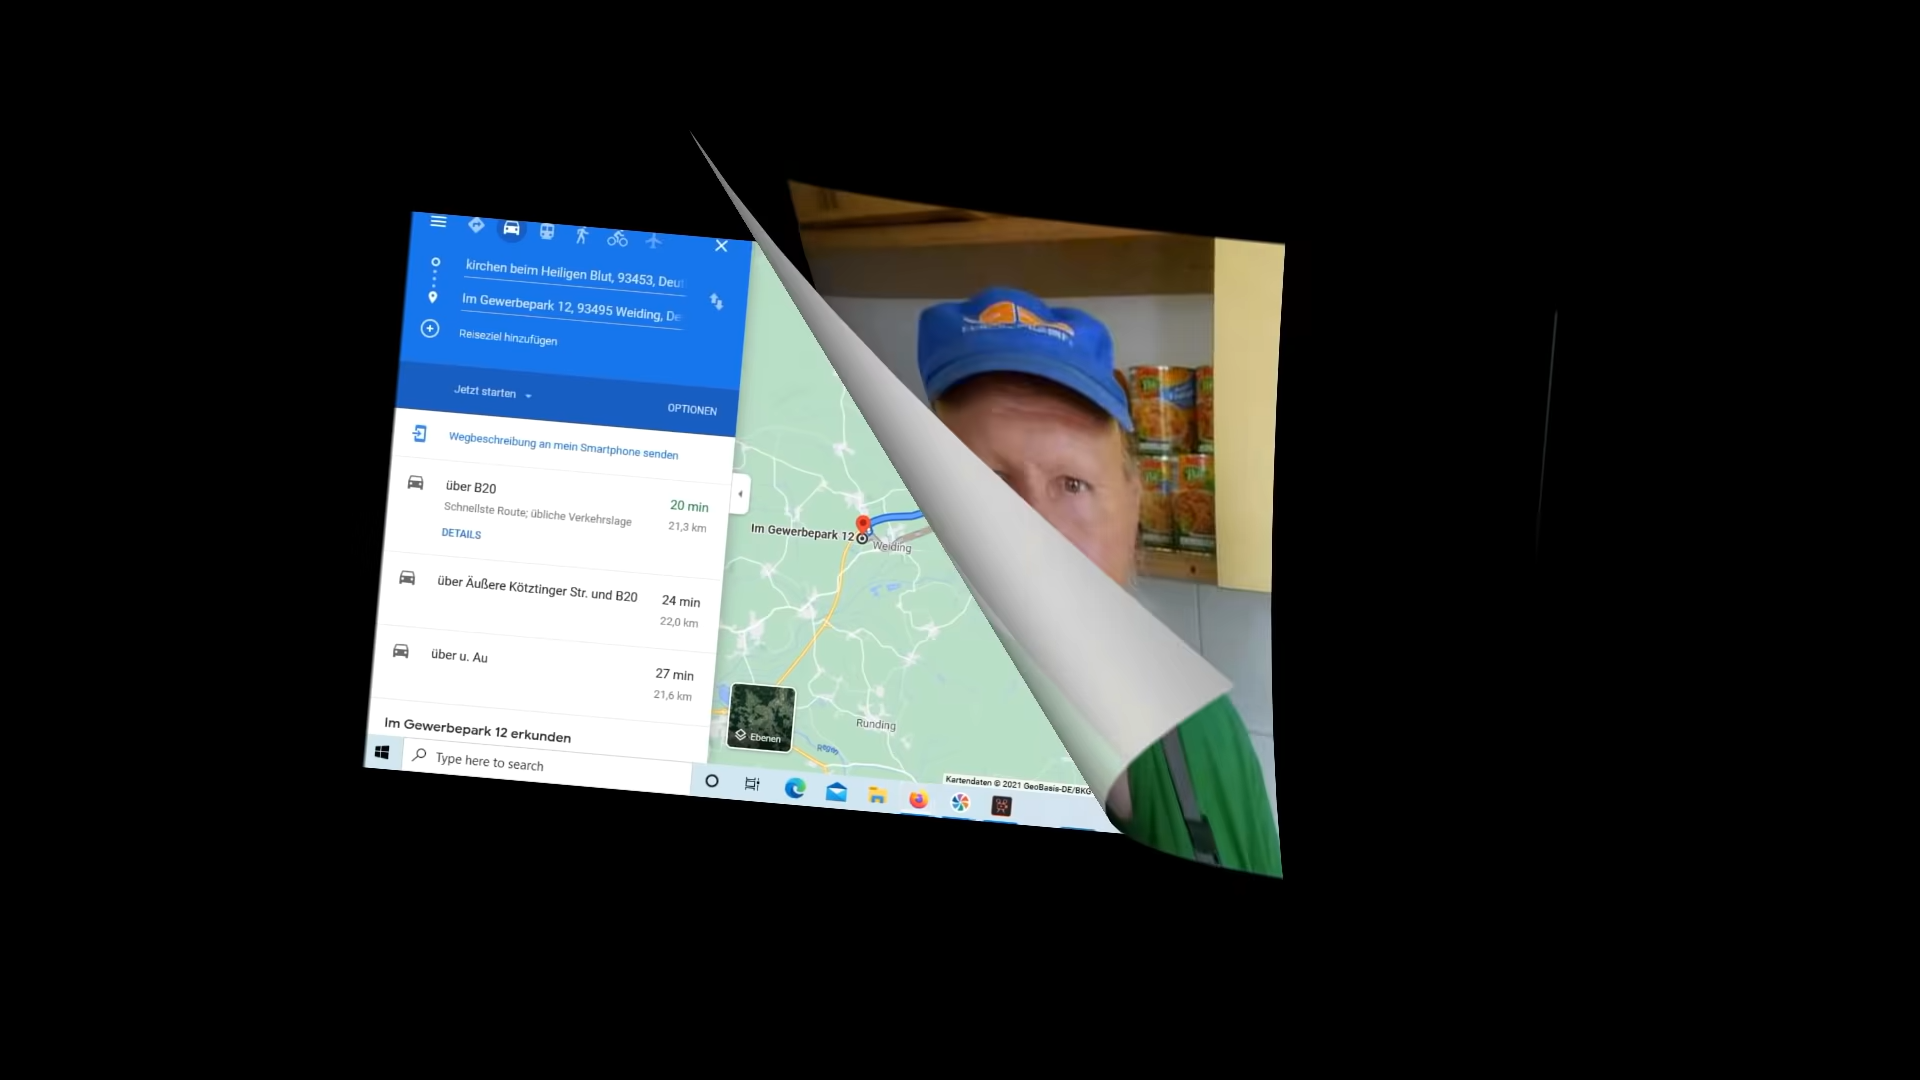 kirchen beim Heiligen Blut, 93453, Deut
Im Gewerbepark 12, 93495 Weiding, De
Reiseziel hinzufügen
Jetzt starten
OPTIONEN
Wegbeschreibung an mein Smartphone senden
über B20
20 min
Schnellste Route; übliche Verkehrslage
21,3 km
DETAILS
über Äußere Kötztinger Str. und B20
24 min
22,0 km
über u. Au
27 min
21,6 km
Im Gewerbepark 12 erkunden
Im Gewerbepark 12
Weiding
Runding
Regen
Ebenen
Kartendaten © 2021 GeoBasis-DE/BKG
Type here to search